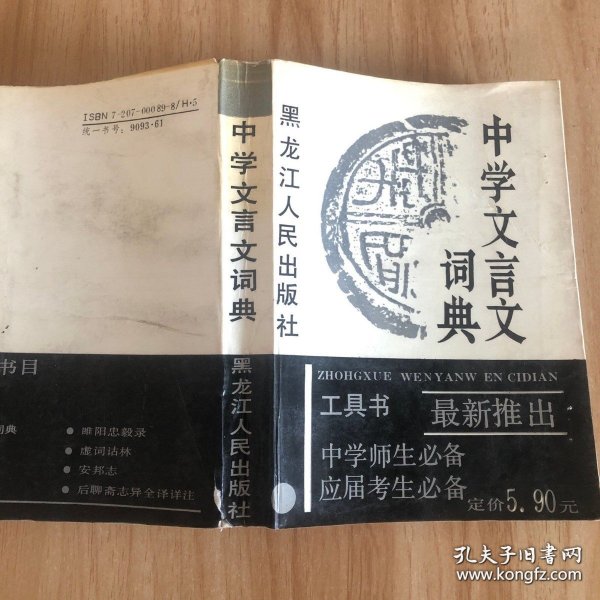 ISBN 7-207-00089-8/H·5
统一书号：9093·61
书目
词典
睢阳忠毅录
虚词诂林
安邦志
后聊斋志异全译详注
中学文言文词典
黑龙江人民出版社
黑龙江人民出版社
中学文言文
词典
ZHOHGXUE WENYANW EN CIDIAN
工具书
最新推出
中学师生必备
应届考生必备
定价5.90元
孔夫子旧书网
www.kongfz.com